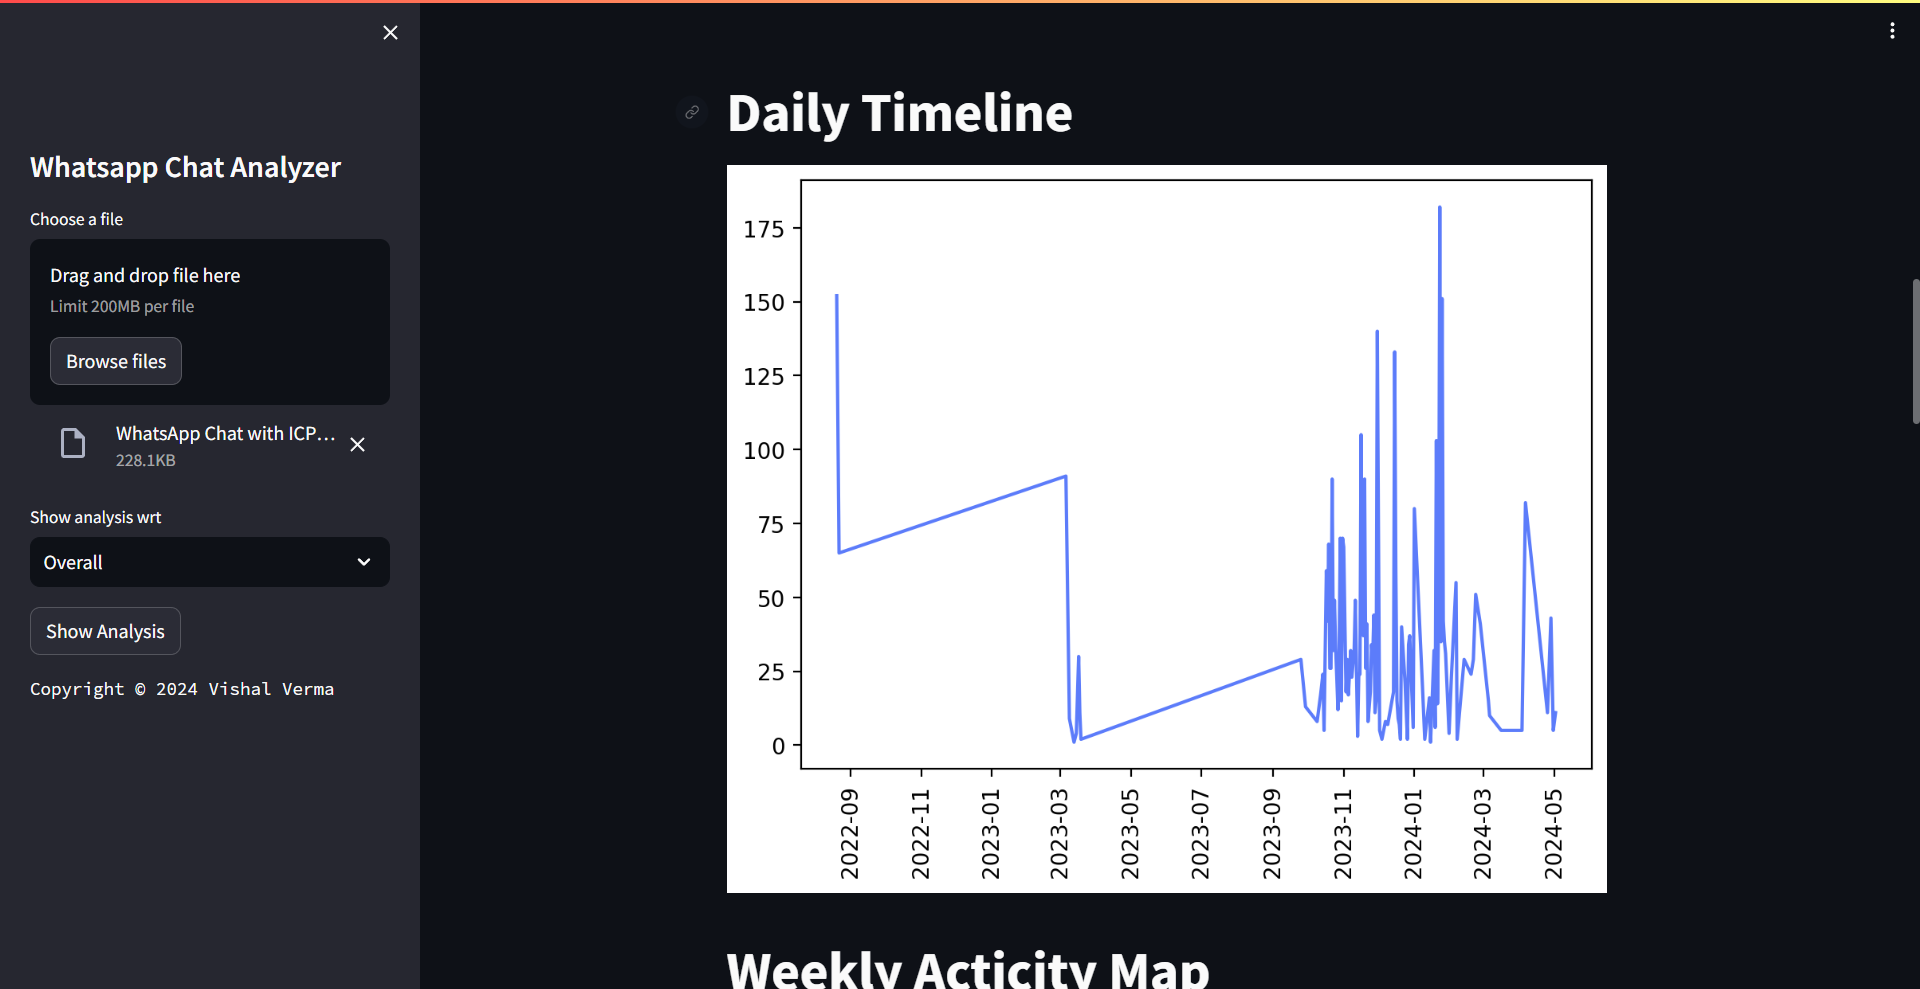 Whatsapp Chat Analyzer
Choose a file
Drag and drop file here
Limit 200MB per file
Browse files
WhatsApp Chat with ICP...
228.1KB
Show analysis wrt
Overall
Show Analysis
Copyright © 2024 Vishal Verma
Daily Timeline
175
150
125
100
75
50
25
0
2022-09
2022-11
2023-01
2023-03
2023-05
2023-07
2023-09
2023-11
2024-01
2024-03
2024-05
Weekly Acticity Map